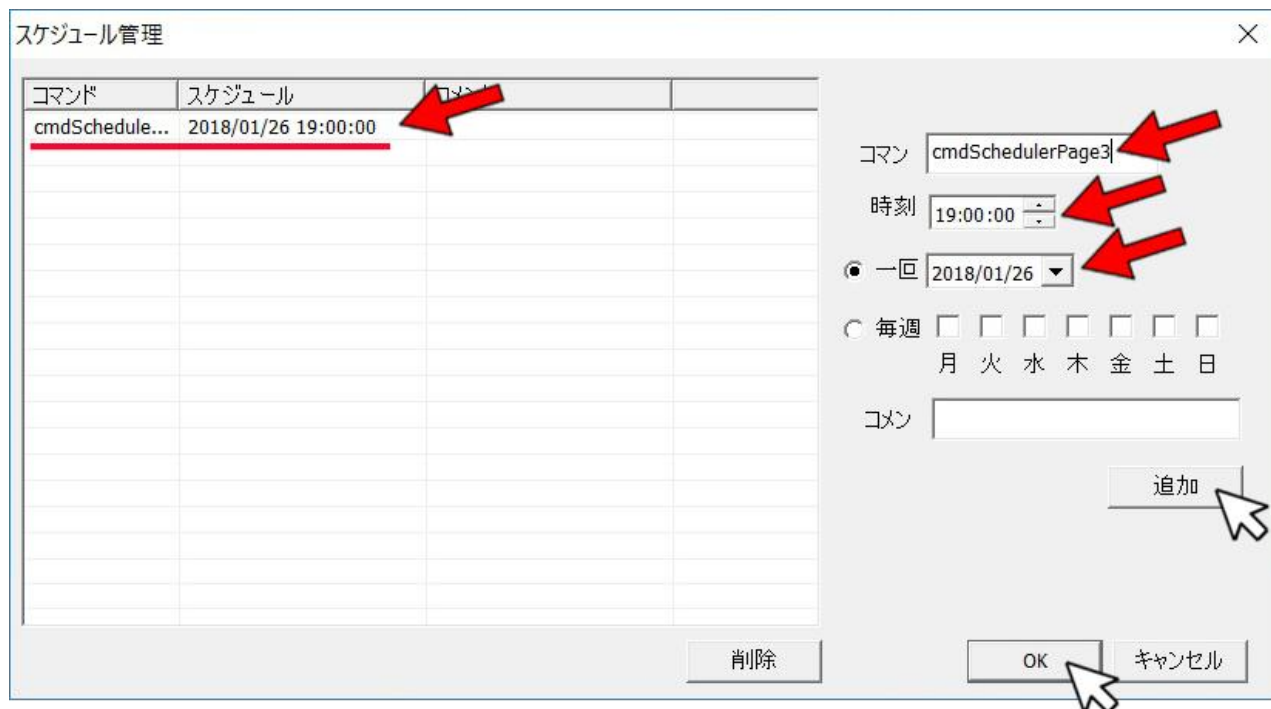 スケジュール管理
コマンド スケジュール
cmdSchedule... 2018/01/26 19:00:00
コマン cmdSchedulerPage3
時刻 19:00:00
一回 2018/01/26
毎週
月 火 水 木 金 土 日
コメン
追加
削除 OK キャンセル